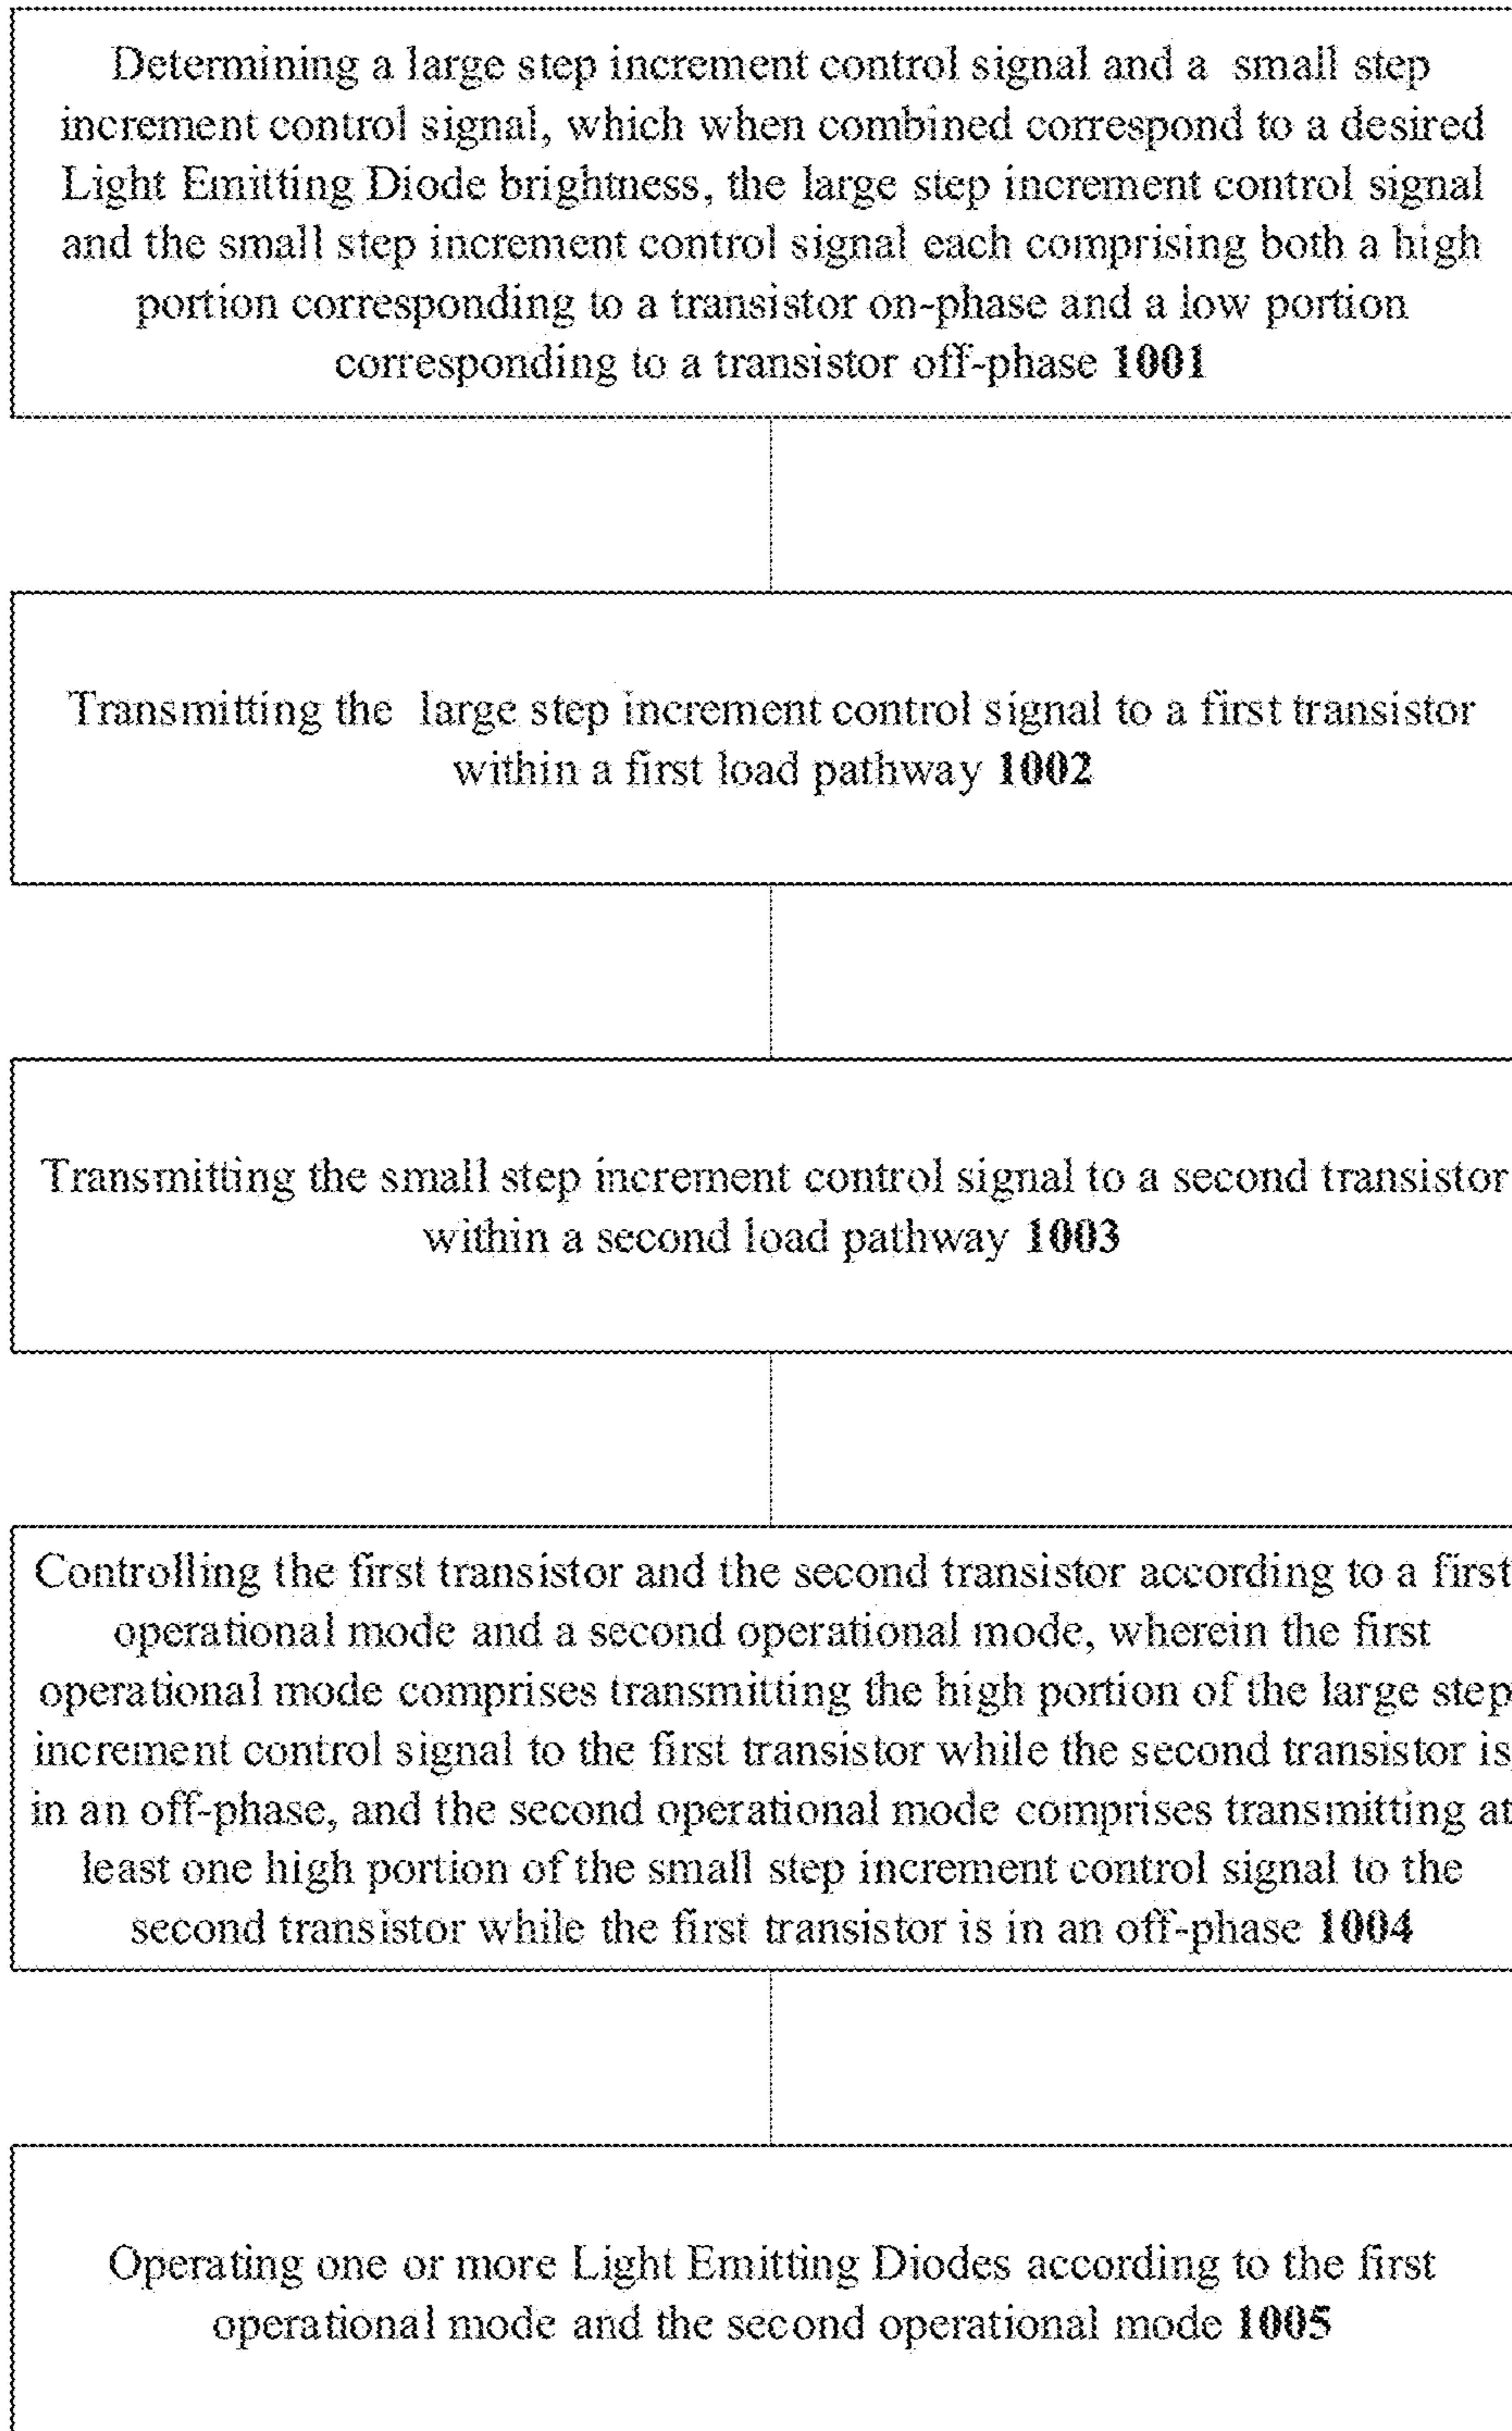 Determining a large step increment control signal and a small step
increment control signal, which when combined correspond to a desired
Light Emitting Diode brightness, the large step increment control signal
and the small step increment control signal each comprising both a high
portion corresponding to a transistor on-phase and a low portion
corresponding to a transistor off-phase 1001
Transmitting the large step increment control signal to a first transistor
within a first load pathway 1002
Transmitting the small step increment control signal to a second transistor
within a second load pathway 1003
Controlling the first transistor and the second transistor according to a first
operational mode and a second operational mode, wherein the first
operational mode comprises transmitting the high portion of the large step
increment control signal to the first transistor while the second transistor is
in an off-phase, and the second operational mode comprises transmitting at
least one high portion of the small step increment control signal to the
second transistor while the first transistor is in an off-phase 1004
Operating one or more Light Emitting Diodes according to the first
operational mode and the second operational mode 1005